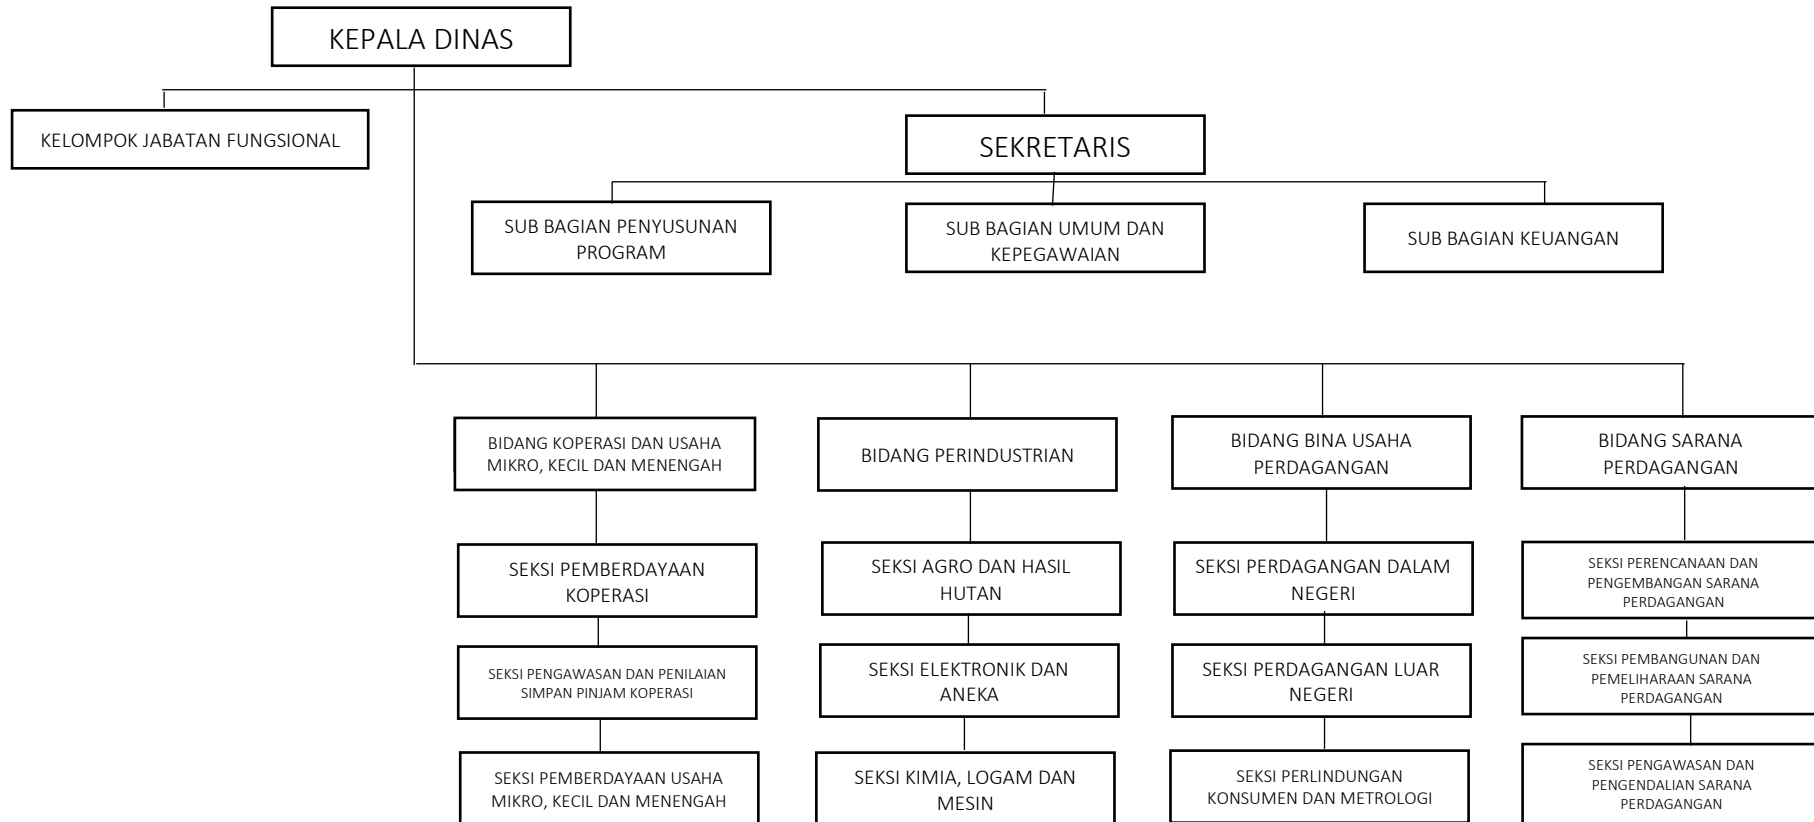 KEPALA DINAS
KELOMPOK JABATAN FUNGSIONAL
SEKRETARIS
SUB BAGIAN PENYUSUNAN
PROGRAM
SUB BAGIAN UMUM DAN
KEPEGAWAIAN
SUB BAGIAN KEUANGAN
BIDANG KOPERASI DAN USAHA
MIKRO, KECIL DAN MENENGAH
BIDANG PERINDUSTRIAN
BIDANG BINA USAHA
PERDAGANGAN
BIDANG SARANA
PERDAGANGAN
SEKSI PEMBERDAYAAN
KOPERASI
SEKSI AGRO DAN HASIL
HUTAN
SEKSI PERDAGANGAN DALAM
NEGERI
SEKSI PERENCANAAN DAN
PENGEMBANGAN SARANA
PERDAGANGAN
SEKSI PENGAWASAN DAN PENILAIAN
SIMPAN PINJAM KOPERASI
SEKSI ELEKTRONIK DAN
ANEKA
SEKSI PERDAGANGAN LUAR
NEGERI
SEKSI PEMBANGUNAN DAN
PEMELIHARAAN SARANA
PERDAGANGAN
SEKSI PEMBERDAYAAN USAHA
MIKRO, KECIL DAN MENENGAH
SEKSI KIMIA, LOGAM DAN
MESIN
SEKSI PERLINDUNGAN
KONSUMEN DAN METROLOGI
SEKSI PENGAWASAN DAN
PENGENDALIAN SARANA
PERDAGANGAN